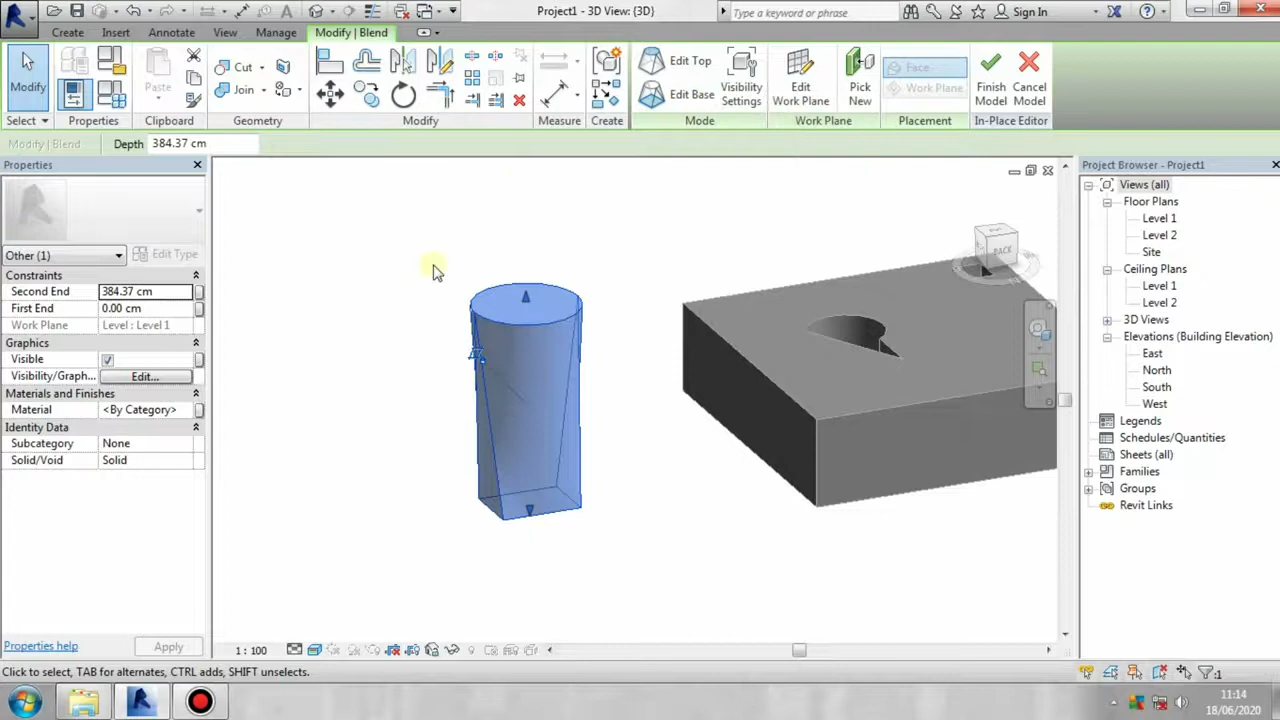 Project1 - 3D View: {3D}
Type a keyword or phrase
Sign In
Create Insert Annotate View Manage Modify | Blend
Modify
Paste
Cut
Join
Edit Top
Edit Base
Visibility Settings
Edit Work Plane
Pick New
Face
Work Plane
Finish Model
Cancel Model
Select Properties Clipboard Geometry Modify Measure Create Mode Work Plane Placement In-Place Editor
Modify | Blend Depth 384.37 cm
Properties
Other (1) Edit Type
Constraints
Second End 384.37 cm
First End 0.00 cm
Work Plane Level : Level 1
Graphics
Visible
Visibility/Graph... Edit...
Materials and Finishes
Material <By Category>
Identity Data
Subcategory None
Solid/Void Solid
Properties help Apply
BACK
1 : 100
Project Browser - Project1
Views (all)
Floor Plans
Level 1
Level 2
Site
Ceiling Plans
Level 1
Level 2
3D Views
Elevations (Building Elevation)
East
North
South
West
Legends
Schedules/Quantities
Sheets (all)
Families
Groups
Revit Links
Click to select, TAB for alternates, CTRL adds, SHIFT unselects.
:1
11:14
18/06/2020